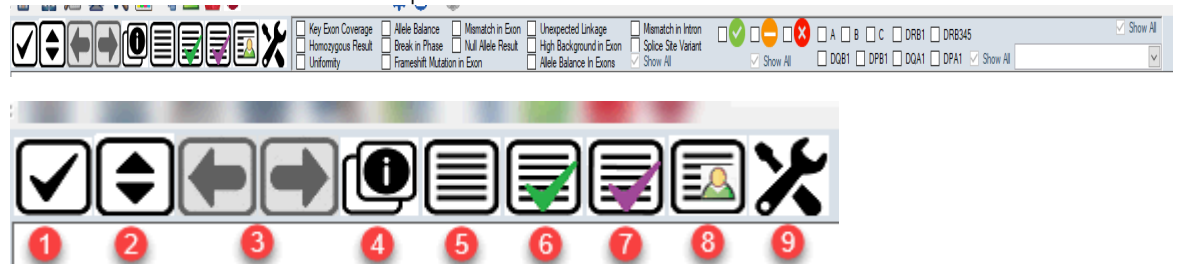 Key Exon Coverage Allele Balance Mismatch in Exon Unexpected Linkage Mismatch in Intron A B C DRB1 DRB345 Show All
Homozygous Result Break in Phase Null Allele Result High Background in Exon Splice Site Variant
Uniformity Frameshift Mutation in Exon Allele Balance In Exons Show All Show All DQB1 DPB1 DQA1 DPA1 Show All
1 2 3 4 5 6 7 8 9